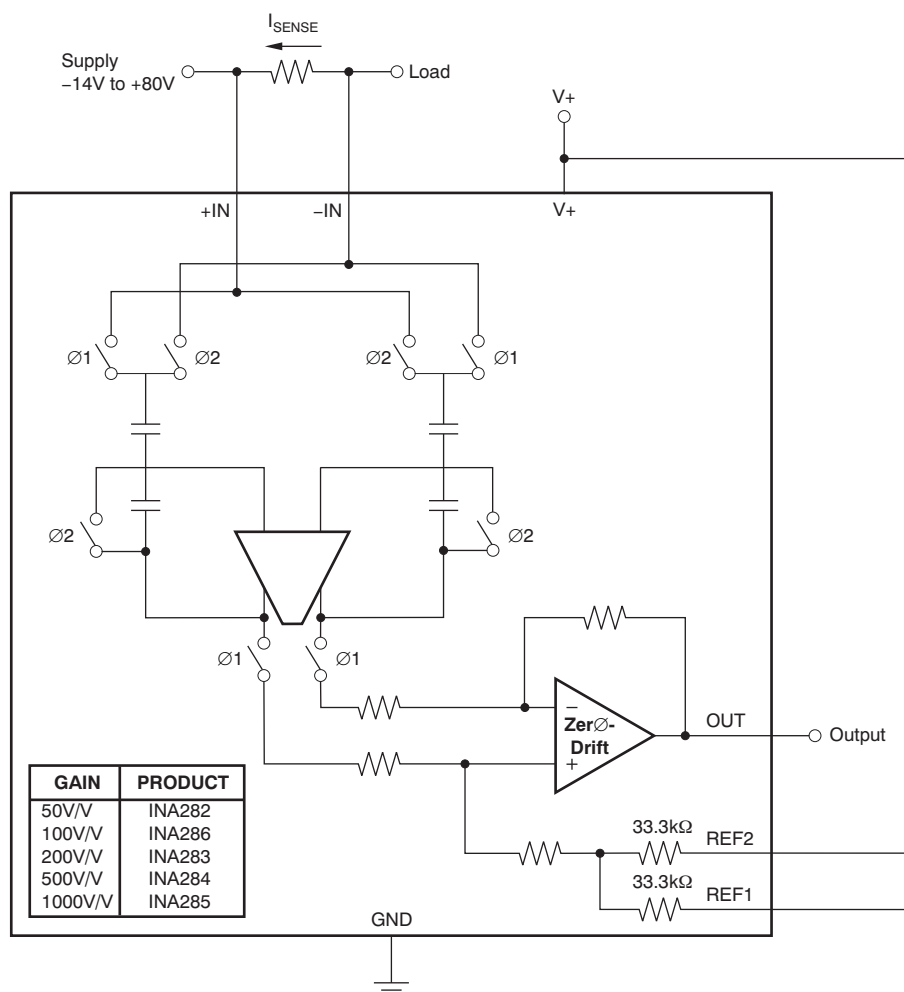 I_SENSE
Supply
–14V to +80V
Load
V+
+IN
–IN
V+
∅1
∅2
∅2
∅1
∅2
∅2
∅1
∅1
–
Zer∅-
Drift
+
OUT
Output
GAIN PRODUCT
50V/V INA282
100V/V INA286
200V/V INA283
500V/V INA284
1000V/V INA285
33.3kΩ
REF2
33.3kΩ
REF1
GND